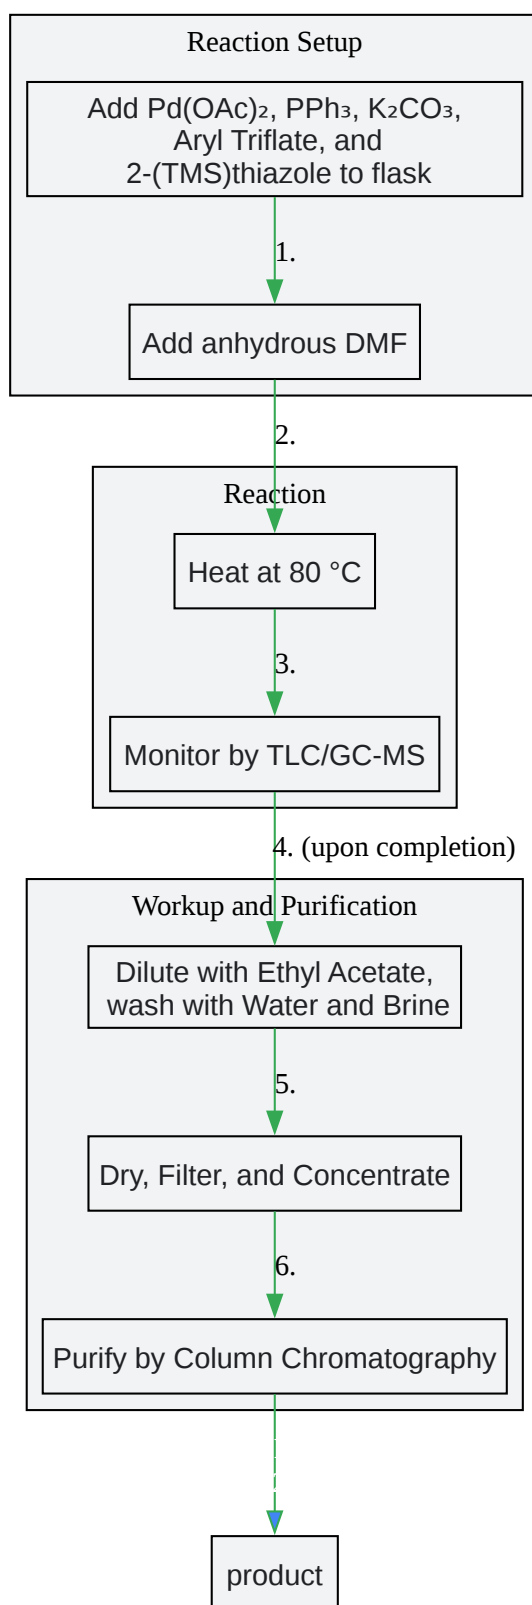 Reaction Setup
Add Pd(OAc)₂, PPh₃, K₂CO₃,
Aryl Triflate, and
2-(TMS)thiazole to flask
1.
Add anhydrous DMF
2.
Reaction
Heat at 80 °C
3.
Monitor by TLC/GC-MS
4. (upon completion)
Workup and Purification
Dilute with Ethyl Acetate,
wash with Water and Brine
5.
Dry, Filter, and Concentrate
6.
Purify by Column Chromatography
product